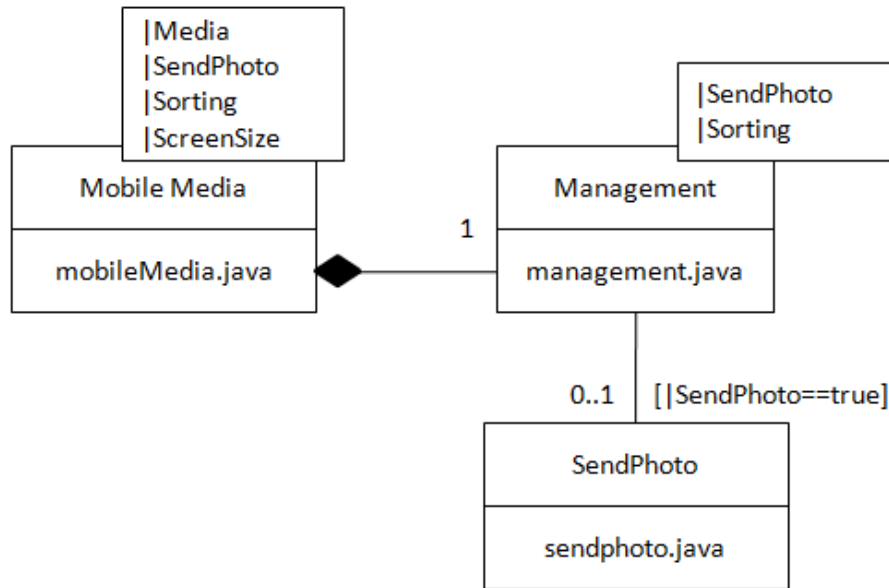 |Media
|SendPhoto
|Sorting
|ScreenSize
Mobile Media
mobileMedia.java
1
|SendPhoto
|Sorting
Management
management.java
0..1
[|SendPhoto==true]
SendPhoto
sendphoto.java